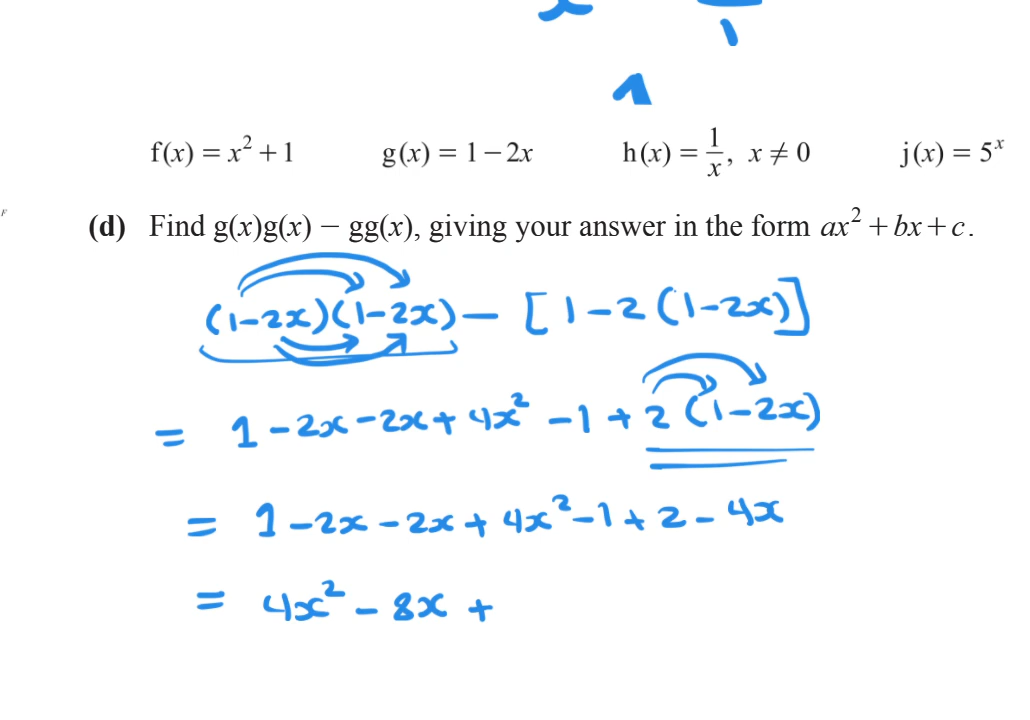 f(x) = x² + 1 g(x) = 1 − 2x h(x) = 1/x, x ≠ 0 j(x) = 5ˣ
(d) Find g(x)g(x) − gg(x), giving your answer in the form ax² + bx + c.
(1−2x)(1−2x) − [1−2(1−2x)]
= 1 − 2x − 2x + 4x² − 1 + 2(1−2x)
= 1 − 2x − 2x + 4x² − 1 + 2 − 4x
= 4x² − 8x +